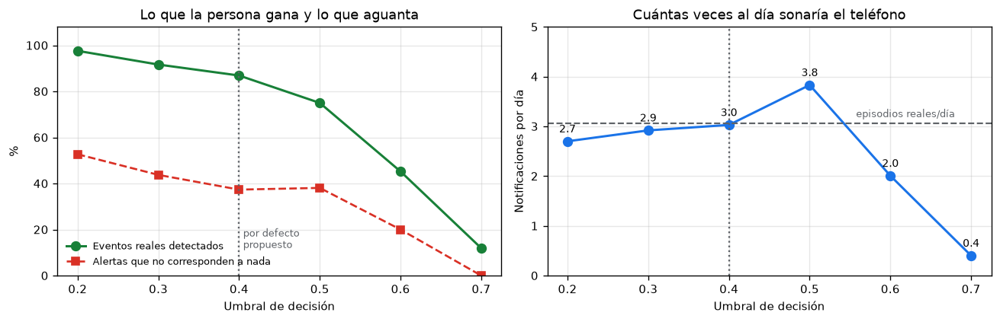 Lo que la persona gana y lo que aguanta
%
100
80
60
40
20
0
por defecto
propuesto
Eventos reales detectados
Alertas que no corresponden a nada
0.2 0.3 0.4 0.5 0.6 0.7
Umbral de decisión
Cuántas veces al día sonaría el teléfono
Notificaciones por día
5
4
3
2
1
0
2.7
2.9
3.0
3.8
2.0
0.4
episodios reales/día
0.2 0.3 0.4 0.5 0.6 0.7
Umbral de decisión